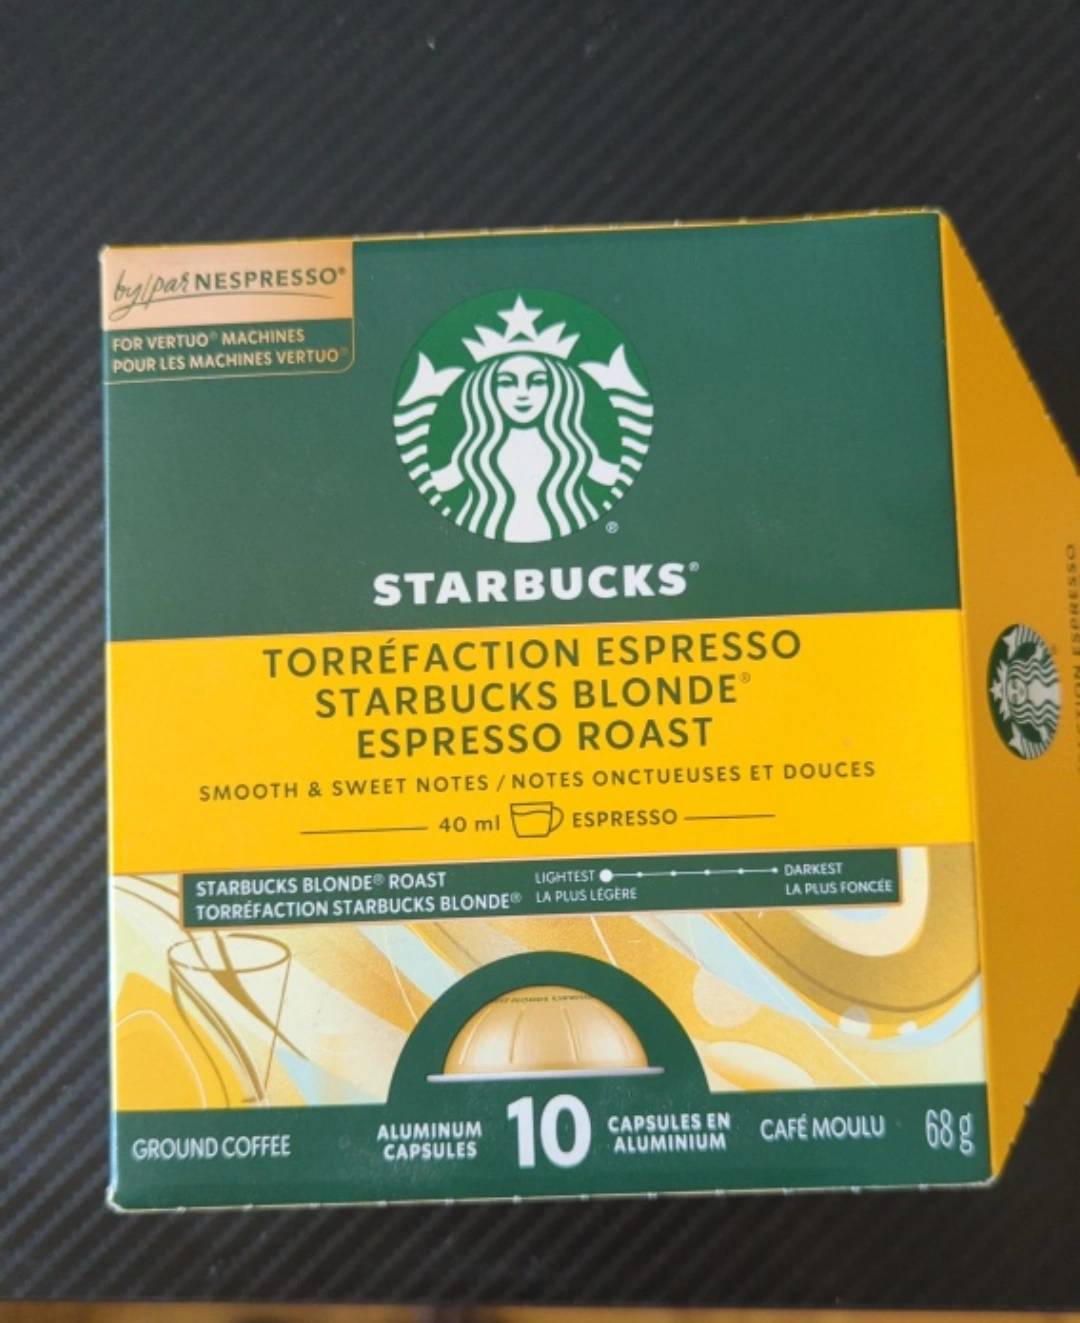 by/par NESPRESSO®
FOR VERTUO® MACHINES
POUR LES MACHINES VERTUO®
®
STARBUCKS®
TORRÉFACTION ESPRESSO
STARBUCKS BLONDE®
ESPRESSO ROAST
SMOOTH & SWEET NOTES / NOTES ONCTUEUSES ET DOUCES
40 ml ESPRESSO
STARBUCKS BLONDE® ROAST
TORRÉFACTION STARBUCKS BLONDE®
LIGHTEST
LA PLUS LÉGÈRE
DARKEST
LA PLUS FONCÉE
GROUND COFFEE
ALUMINUM
CAPSULES
10
CAPSULES EN
ALUMINIUM
CAFÉ MOULU
68 g
ESPRESSO